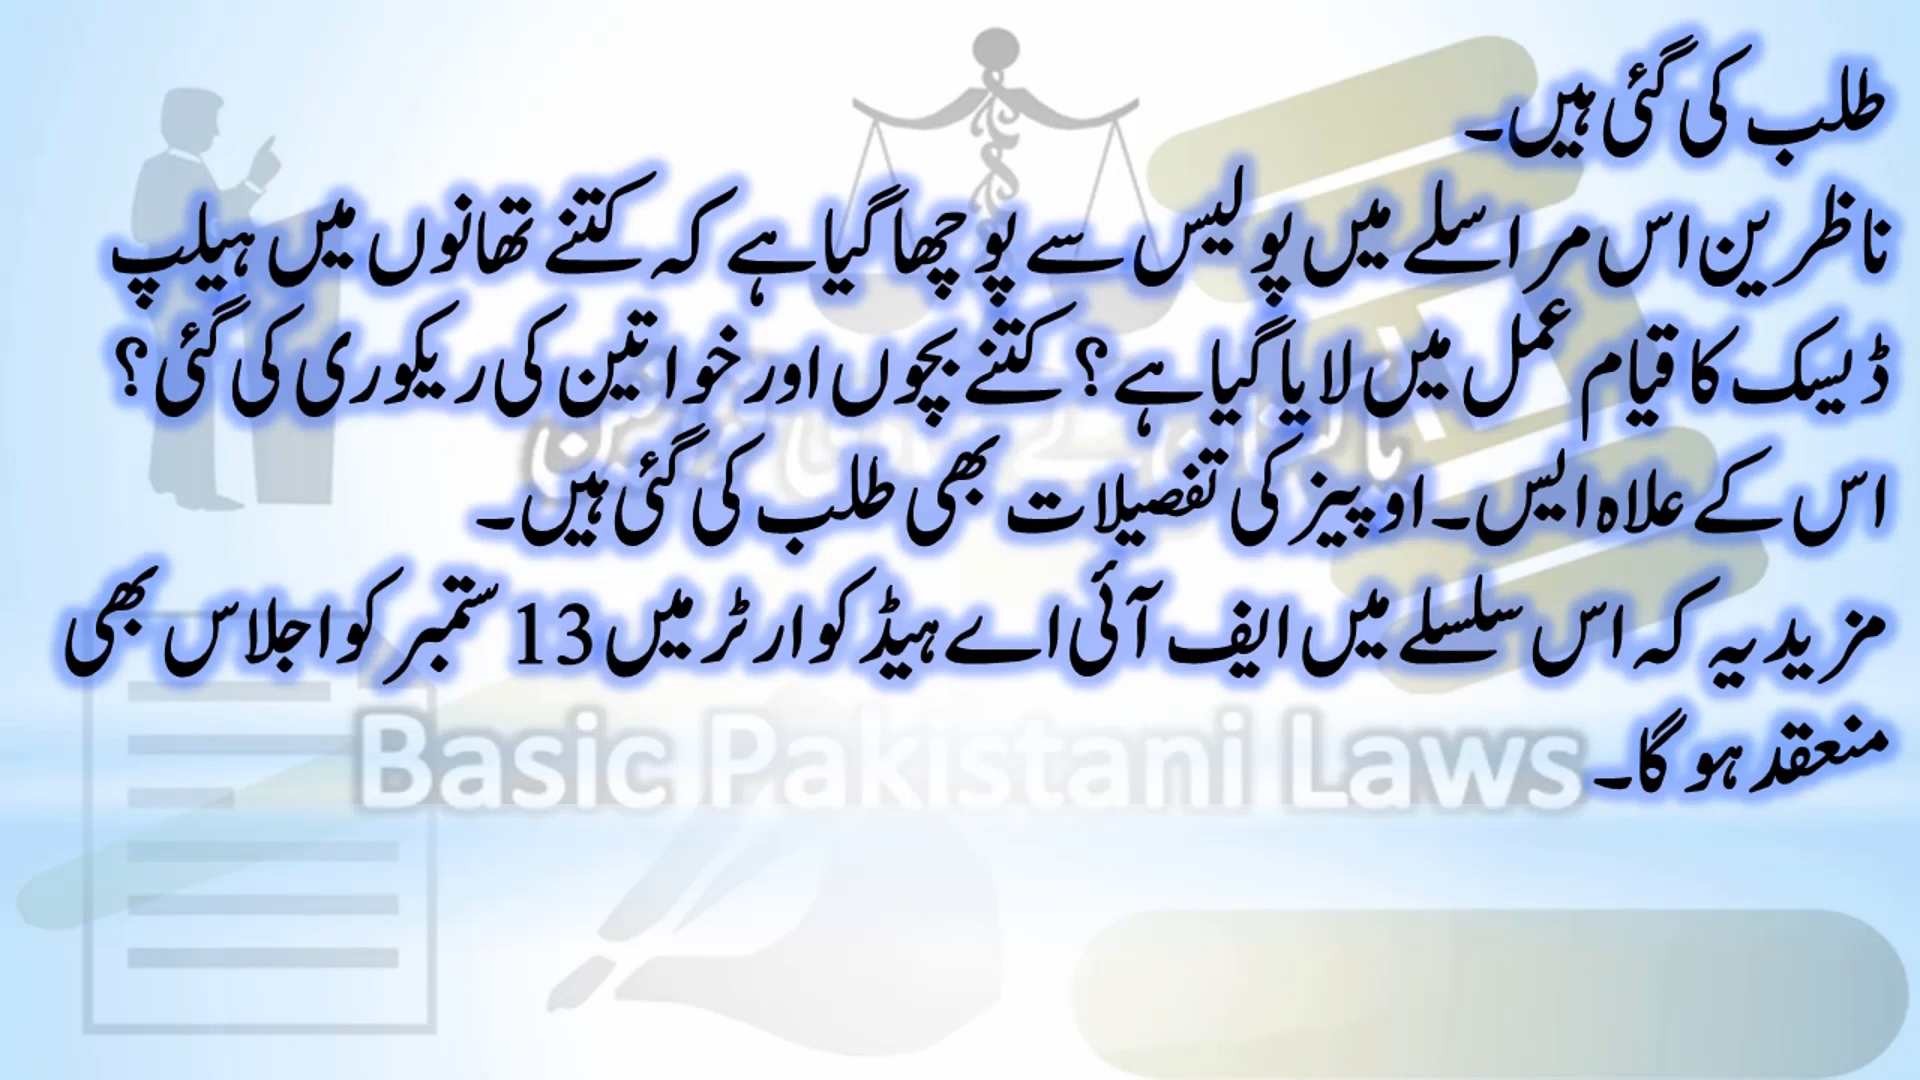 طلب کی گئی ہیں۔
ناظرین اس مراسلے میں پولیس سے پوچھا گیا ہے کہ کتنے تھانوں میں ہیلپ
ڈیسک کا قیام عمل میں لایا گیا ہے؟ کتنے بچوں اور خواتین کی ریکوری کی گئی؟
اس کے علاہ ایس۔ او پیز کی تفصیلات بھی طلب کی گئی ہیں۔
مزید یہ کہ اس سلسلے میں ایف آئی اے ہیڈ کوارٹر میں 13 ستمبر کو اجلاس بھی
منعقد ہو گا۔
Basic Pakistani Laws